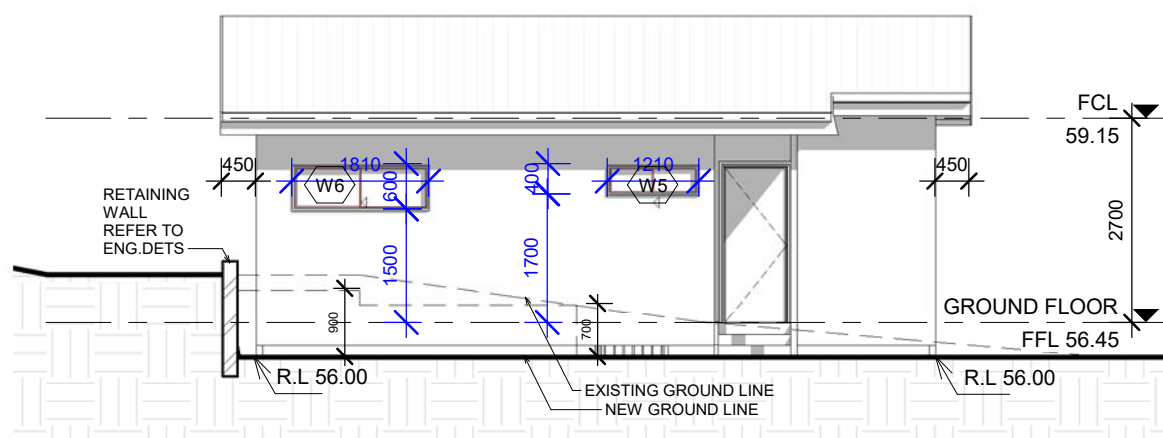 FCL
59.15
450
1810
1210
450
W6
W5
600
400
RETAINING
WALL
REFER TO
ENG.DETS
2700
1500
1700
900
700
GROUND FLOOR
FFL 56.45
R.L 56.00
R.L 56.00
EXISTING GROUND LINE
NEW GROUND LINE